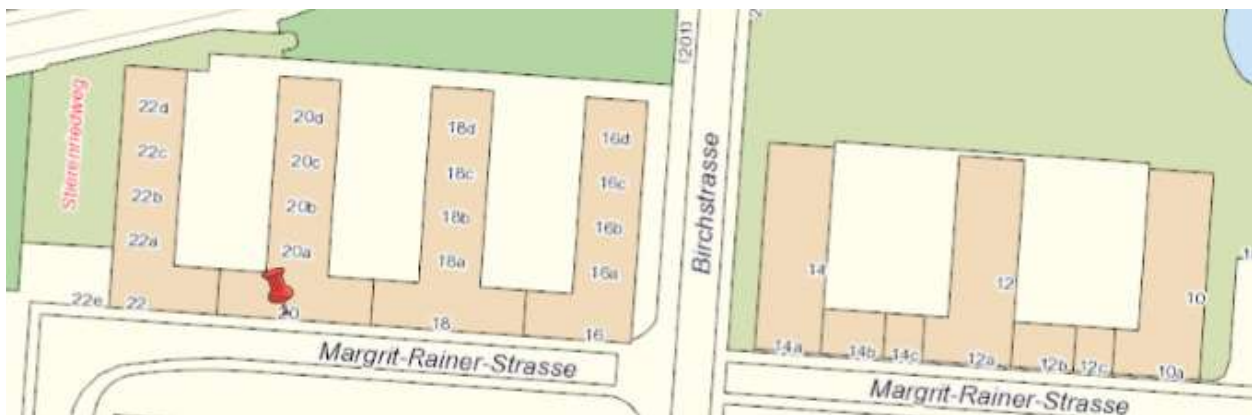 22d
22c
22b
22a
22e
22
20d
20c
20b
20a
20
18d
18c
18b
18a
18
16d
16c
16b
16a
16
Stierenriedweg
(201)
Birchstrasse
Margrit-Rainer-Strasse
14
14a
14b
14c
12
12a
12b
12c
10
10a
Margrit-Rainer-Strasse